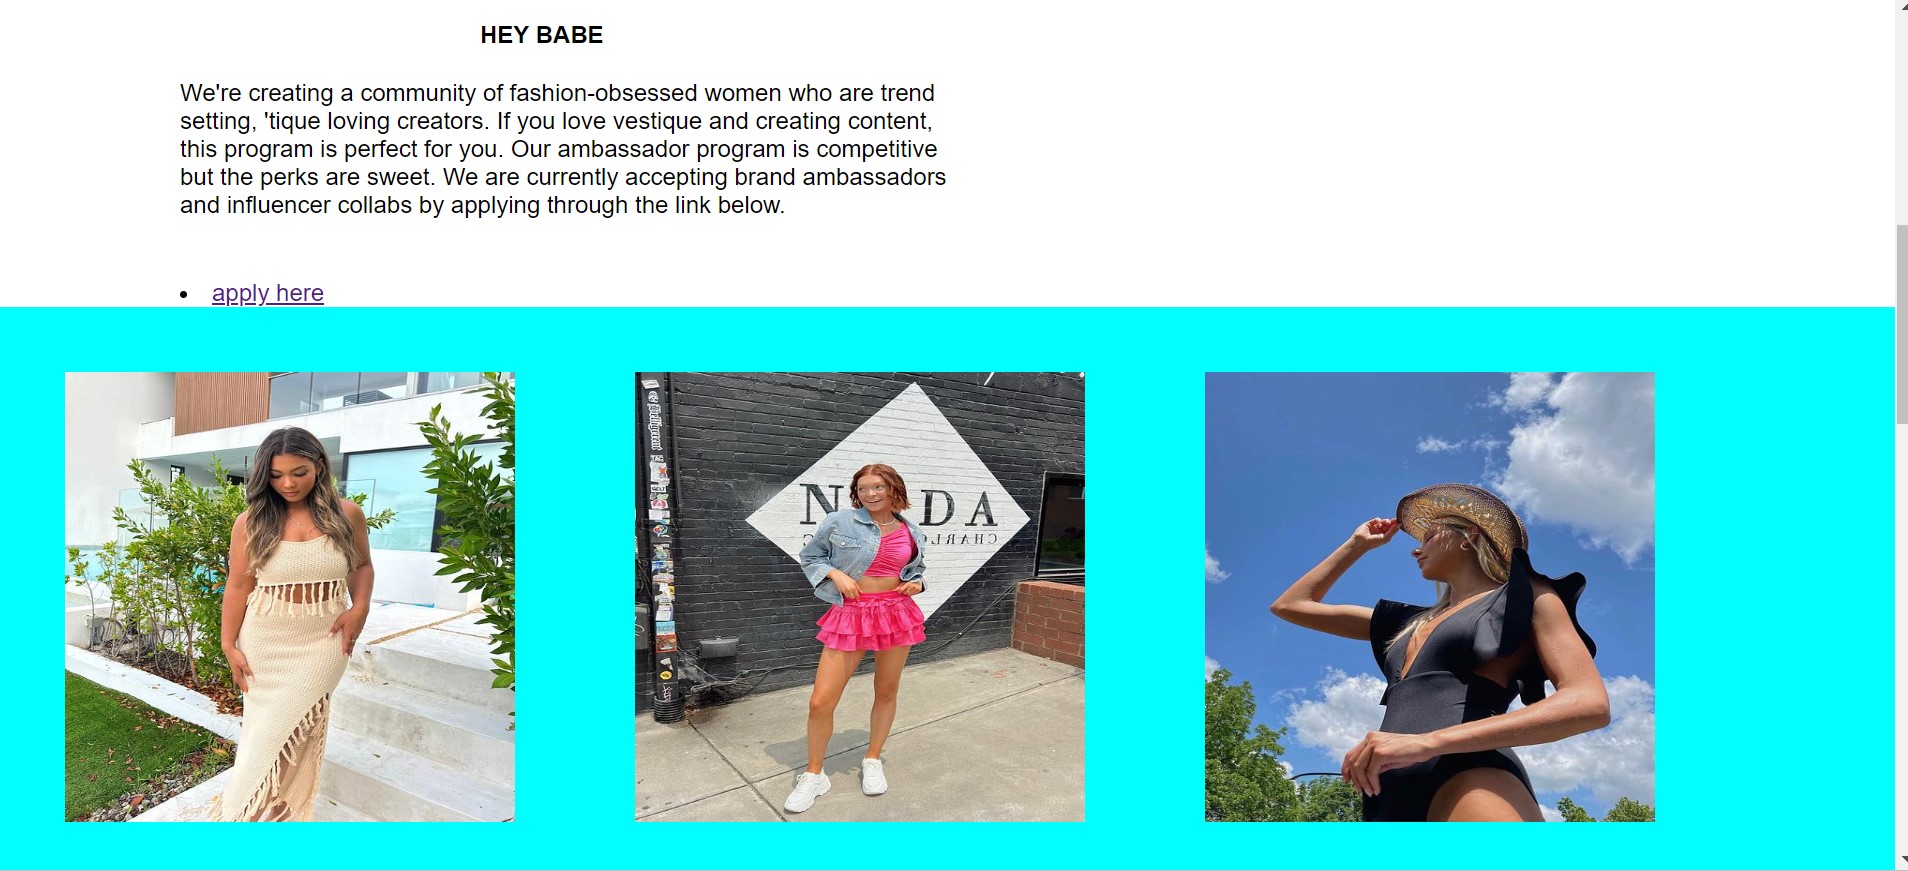 HEY BABE
We're creating a community of fashion-obsessed women who are trend
setting, 'tique loving creators. If you love vestique and creating content,
this program is perfect for you. Our ambassador program is competitive
but the perks are sweet. We are currently accepting brand ambassadors
and influencer collabs by applying through the link below.
apply here
N DA